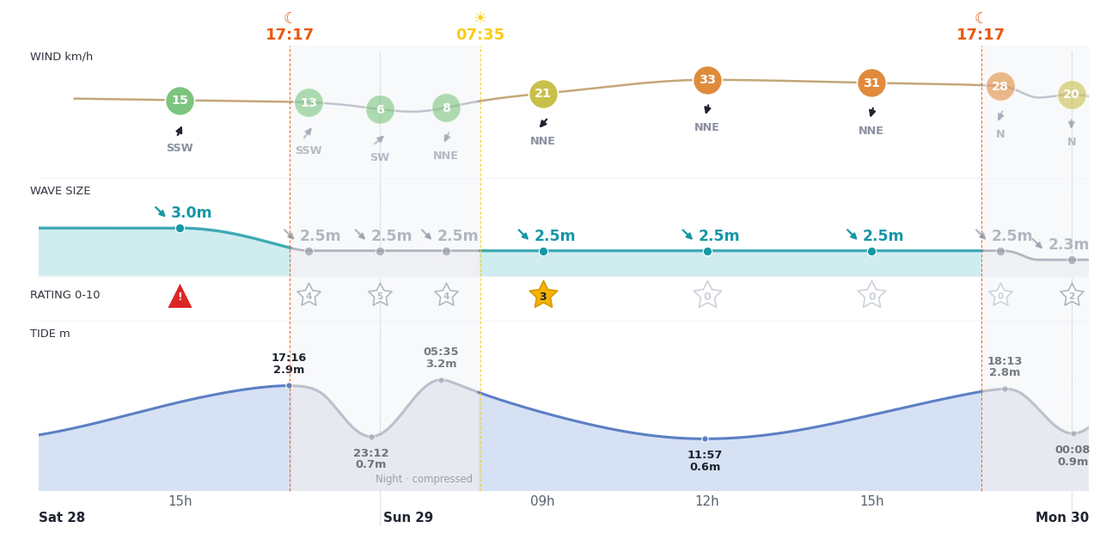 17:17
07:35
17:17
WIND km/h
15
13
6
8
21
33
31
28
20
SSW
SSW
SW
NNE
NNE
NNE
NNE
N
N
WAVE SIZE
3.0m
2.5m
2.5m
2.5m
2.5m
2.5m
2.5m
2.5m
2.3m
RATING 0-10
!
4
5
4
3
0
0
0
2
TIDE m
17:16
2.9m
05:35
3.2m
18:13
2.8m
23:12
0.7m
11:57
0.6m
00:08
0.9m
Night · compressed
15h
09h
12h
15h
Sat 28
Sun 29
Mon 30